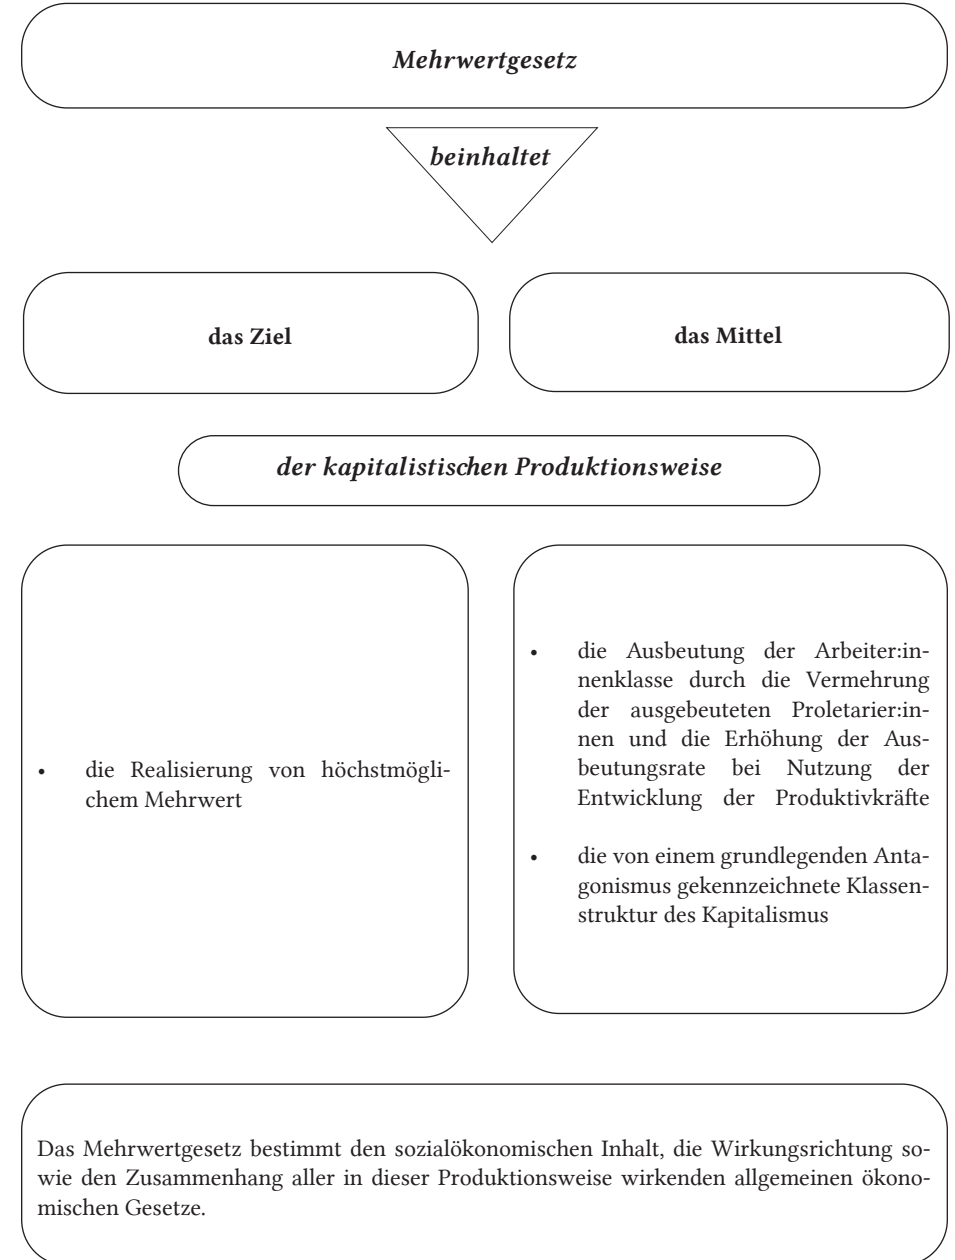 Mehrwertgesetz
beinhaltet
das Ziel
das Mittel
der kapitalistischen Produktionsweise
• die Realisierung von höchstmögli-
chem Mehrwert
• die Ausbeutung der Arbeiter:in-
nenklasse durch die Vermehrung
der ausgebeuteten Proletarier:in-
nen und die Erhöhung der Aus-
beutungsrate bei Nutzung der
Entwicklung der Produktivkräfte
• die von einem grundlegenden Anta-
gonismus gekennzeichnete Klassen-
struktur des Kapitalismus
Das Mehrwertgesetz bestimmt den sozialökonomischen Inhalt, die Wirkungsrichtung so-
wie den Zusammenhang aller in dieser Produktionsweise wirkenden allgemeinen ökono-
mischen Gesetze.